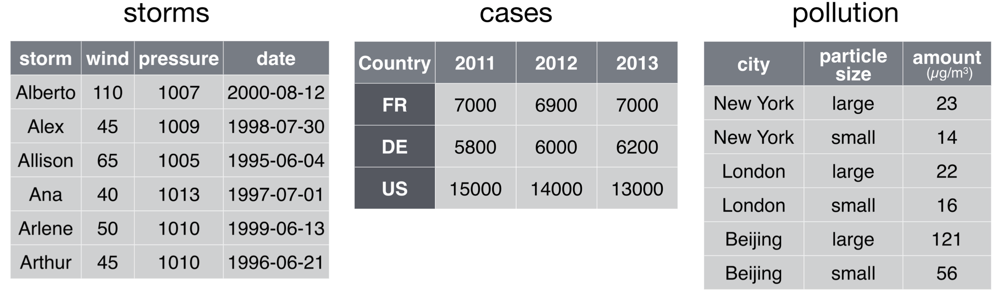 storms
storm wind pressure date
Alberto 110 1007 2000-08-12
Alex 45 1009 1998-07-30
Allison 65 1005 1995-06-04
Ana 40 1013 1997-07-01
Arlene 50 1010 1999-06-13
Arthur 45 1010 1996-06-21
cases
Country 2011 2012 2013
FR 7000 6900 7000
DE 5800 6000 6200
US 15000 14000 13000
pollution
city particle size amount (µg/m³)
New York large 23
New York small 14
London large 22
London small 16
Beijing large 121
Beijing small 56